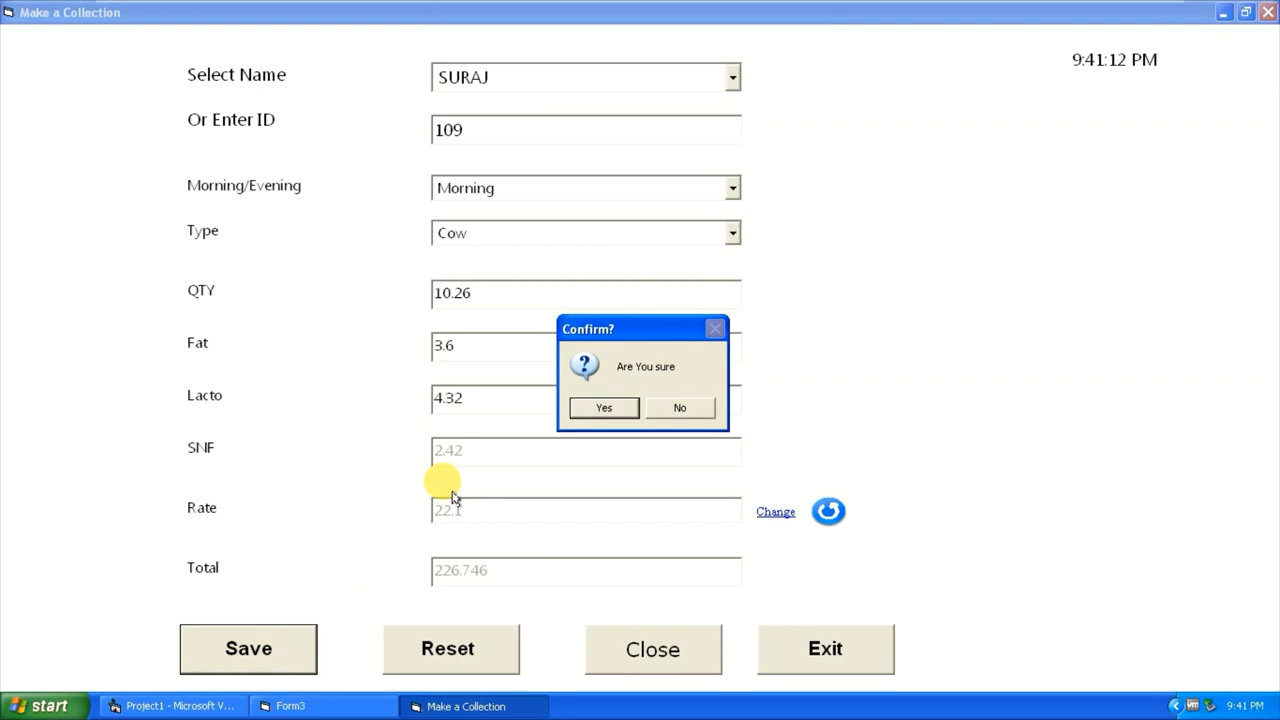 Make a Collection
9:41:12 PM
Select Name
SURAJ
Or Enter ID
109
Morning/Evening
Morning
Type
Cow
QTY
10.26
Fat
3.6
Lacto
4.32
Confirm?
Are You sure
Yes
No
SNF
2.42
Rate
22.1
Change
Total
226.746
Save
Reset
Close
Exit
start
Project1 - Microsoft V...
Form3
Make a Collection
9:41 PM